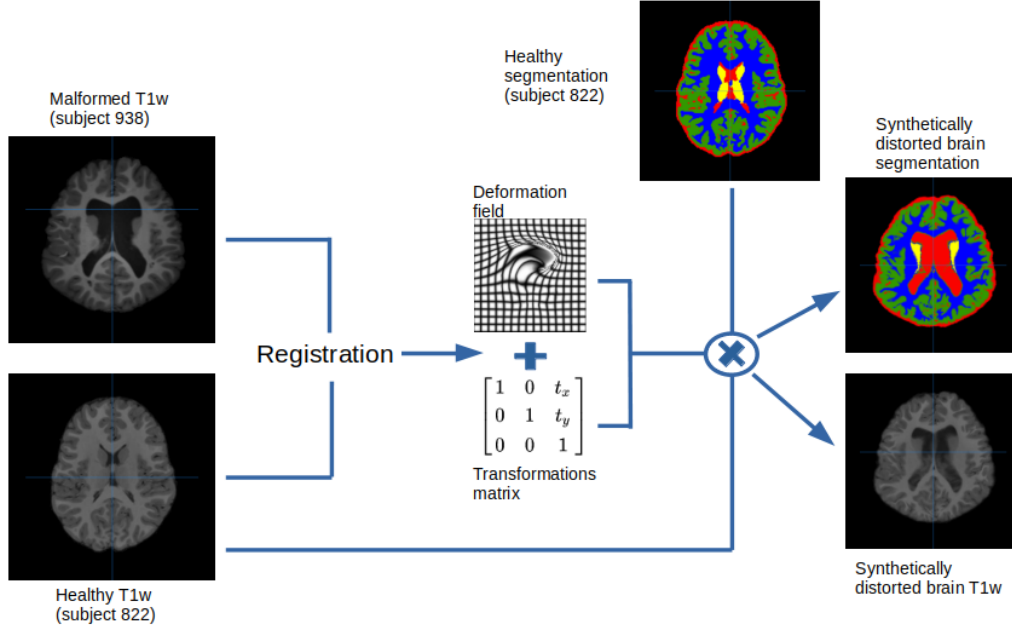 Malformed T1w
(subject 938)
Healthy
segmentation
(subject 822)
Synthetically
distorted brain
segmentation
Deformation
field
Registration
1 0 t_x
0 1 t_y
0 0 1
Transformations
matrix
Healthy T1w
(subject 822)
Synthetically
distorted brain T1w